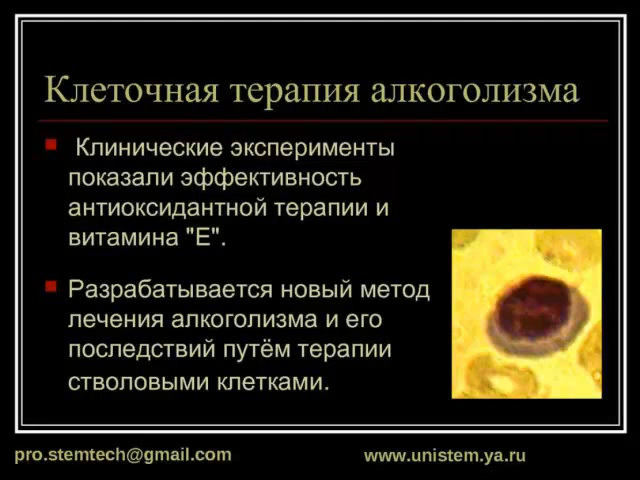 Клеточная терапия алкоголизма
Клинические эксперименты
показали эффективность
антиоксидантной терапии и
витамина "Е".
Разрабатывается новый метод
лечения алкоголизма и его
последствий путём терапии
стволовыми клетками.
pro.stemtech@gmail.com
www.unistem.ya.ru